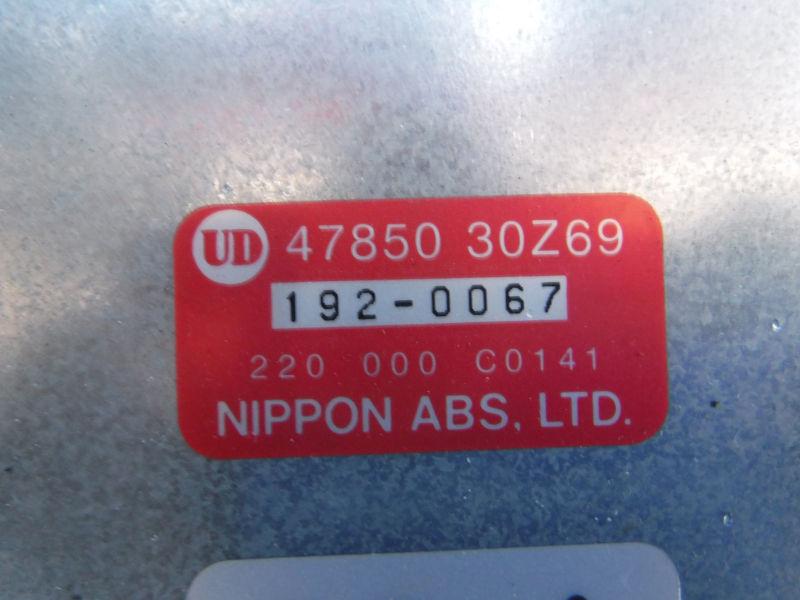 UD 47850 30Z69
192-0067
220 000 C0141
NIPPON ABS, LTD.